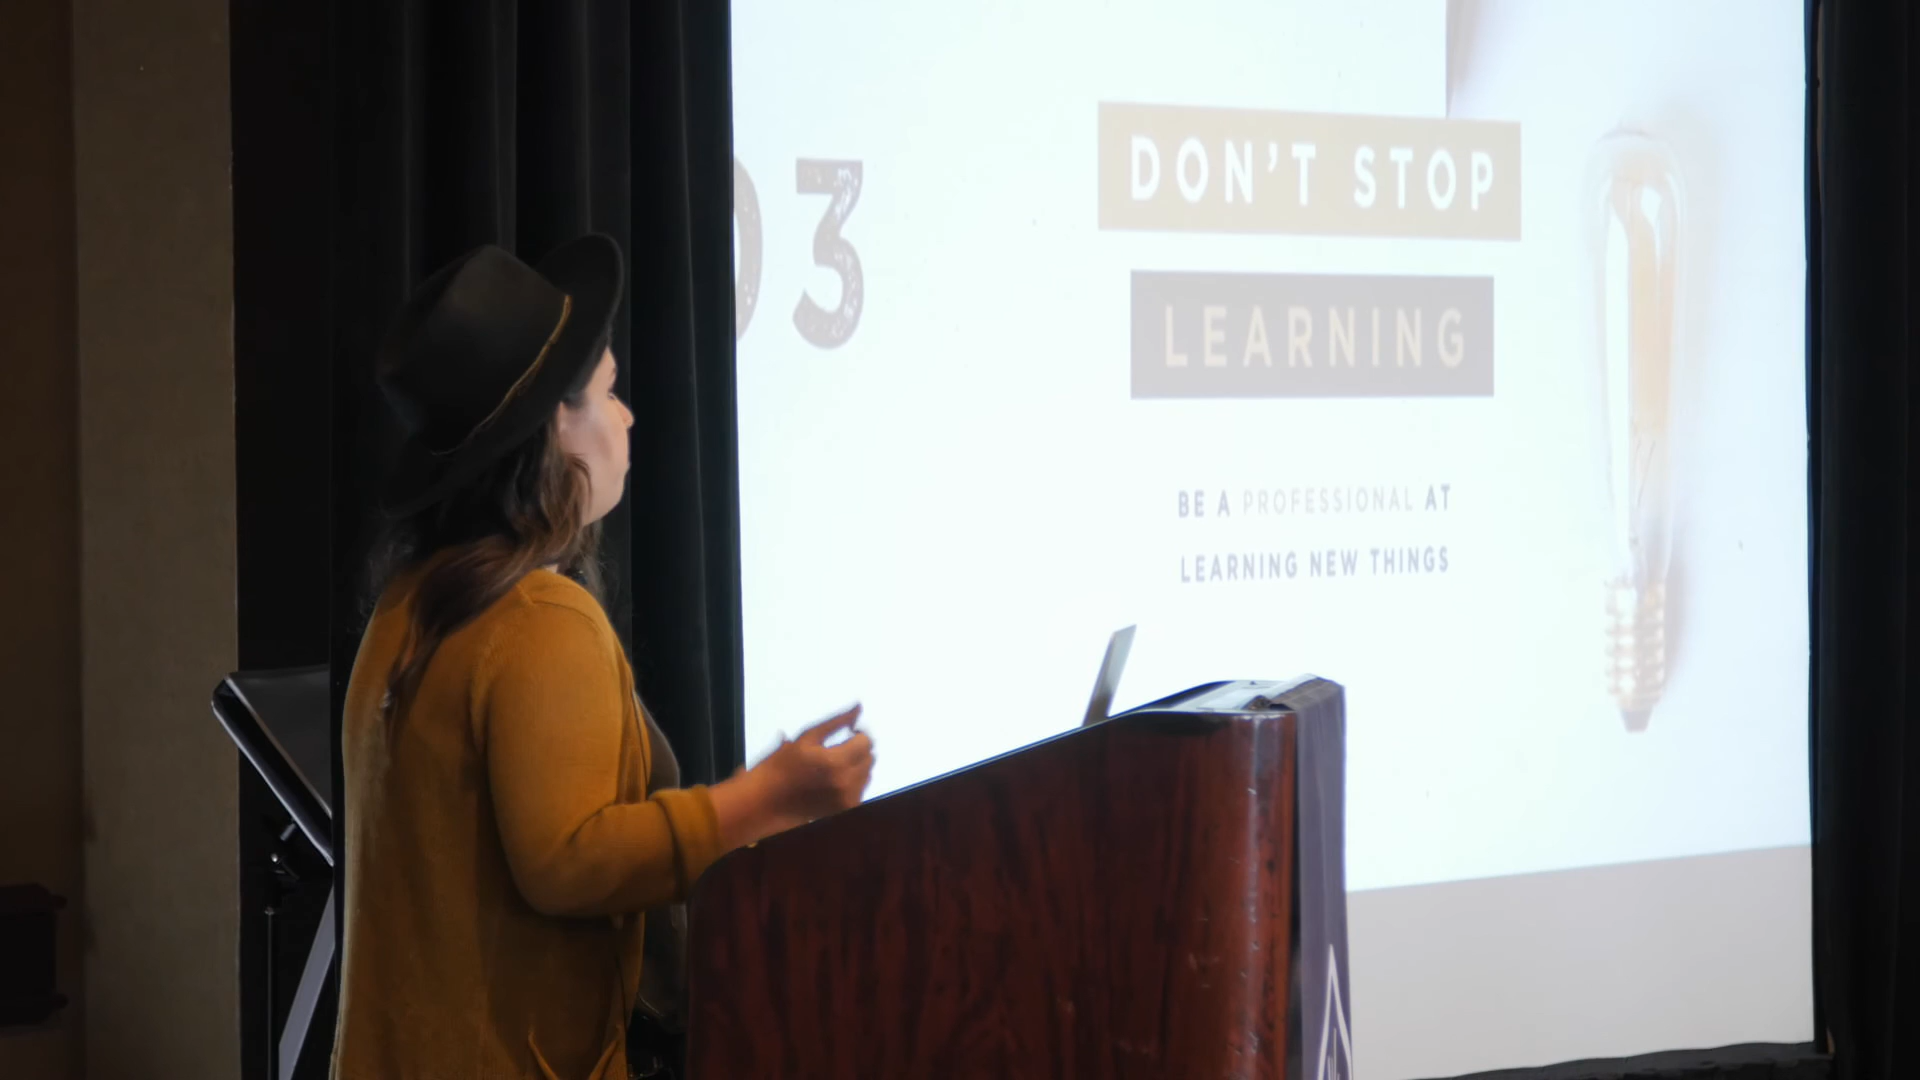 03
DON'T STOP
LEARNING
BE A PROFESSIONAL AT
LEARNING NEW THINGS